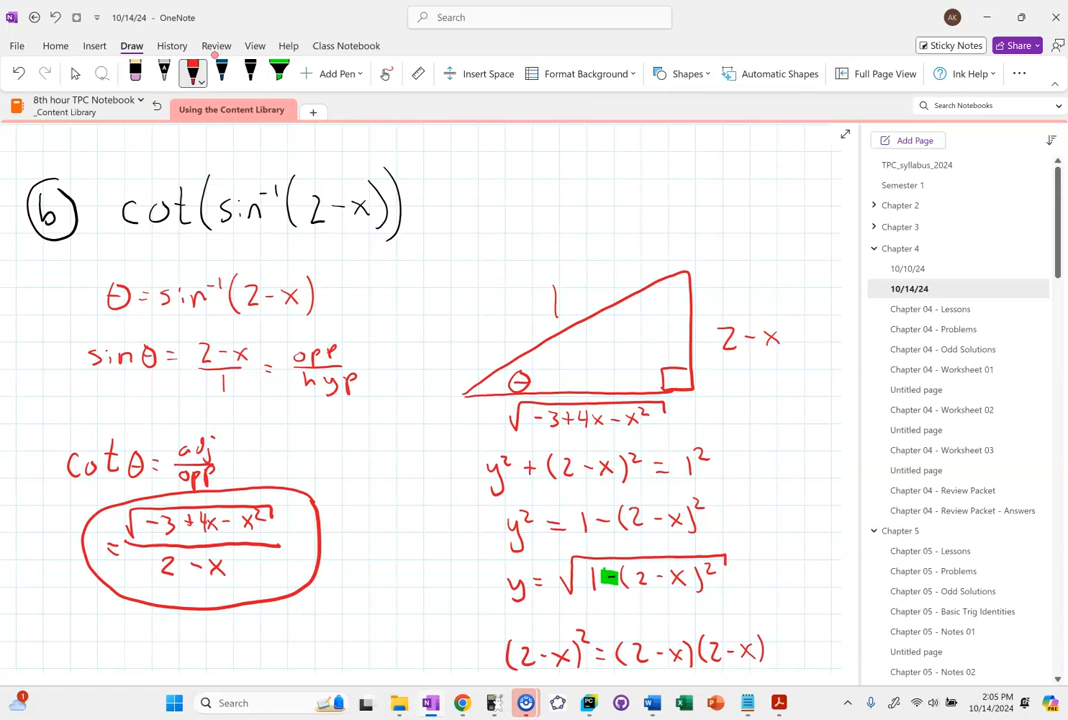 10/14/24 - OneNote
Search
AK
File Home Insert Draw History Review View Help Class Notebook
Sticky Notes Share
Add Pen Insert Space Format Background Shapes Automatic Shapes Full Page View Ink Help
8th hour TPC Notebook
_Content Library
Using the Content Library
Search Notebooks
b cot(sin⁻¹(2-x))
θ = sin⁻¹(2-x)
sin θ = (2-x)/1 = opp/hyp
cot θ = adj/opp
= √(-3+4x-x²)/(2-x)
1
2-x
θ
√(-3+4x-x²)
y² + (2-x)² = 1²
y² = 1-(2-x)²
y = √(1-(2-x)²)
(2-x)² = (2-x)(2-x)
Add Page
TPC_syllabus_2024
Semester 1
Chapter 2
Chapter 3
Chapter 4
10/10/24
10/14/24
Chapter 04 - Lessons
Chapter 04 - Problems
Chapter 04 - Odd Solutions
Chapter 04 - Worksheet 01
Untitled page
Chapter 04 - Worksheet 02
Untitled page
Chapter 04 - Worksheet 03
Untitled page
Chapter 04 - Review Packet
Chapter 04 - Review Packet - Answers
Chapter 5
Chapter 05 - Lessons
Chapter 05 - Problems
Chapter 05 - Odd Solutions
Chapter 05 - Basic Trig Identities
Chapter 05 - Notes 01
Untitled page
Chapter 05 - Notes 02
1
Search
2:05 PM
10/14/2024